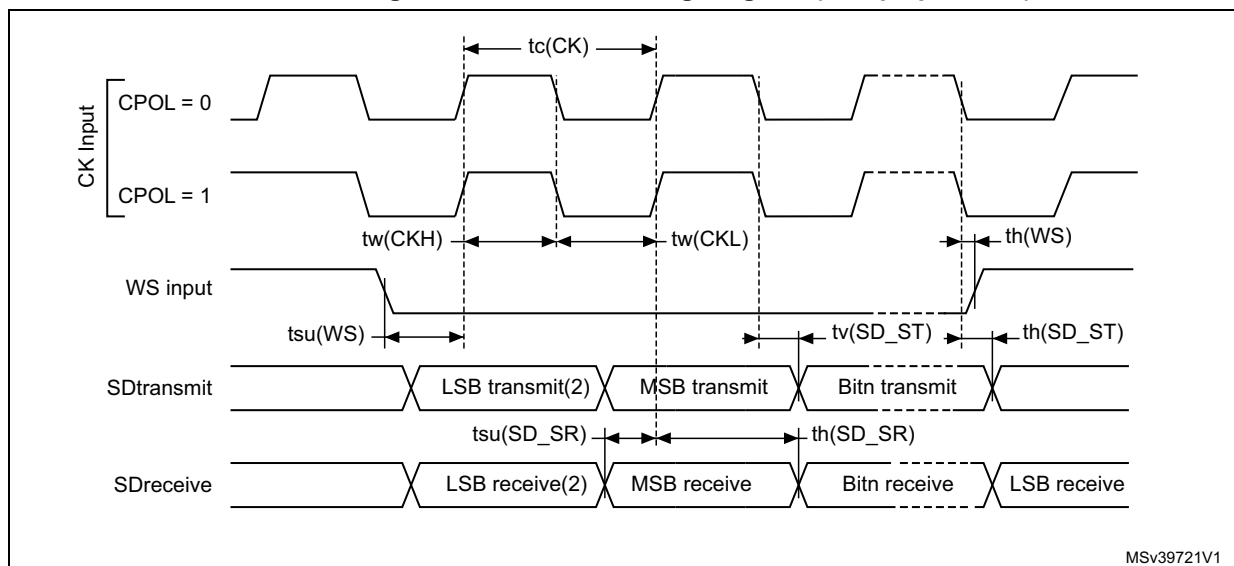 tc(CK)
CK Input
CPOL = 0
CPOL = 1
tw(CKH)
tw(CKL)
th(WS)
WS input
tsu(WS)
tv(SD_ST)
th(SD_ST)
SDtransmit
LSB transmit(2)
MSB transmit
Bitn transmit
tsu(SD_SR)
th(SD_SR)
SDreceive
LSB receive(2)
MSB receive
Bitn receive
LSB receive
MSv39721V1